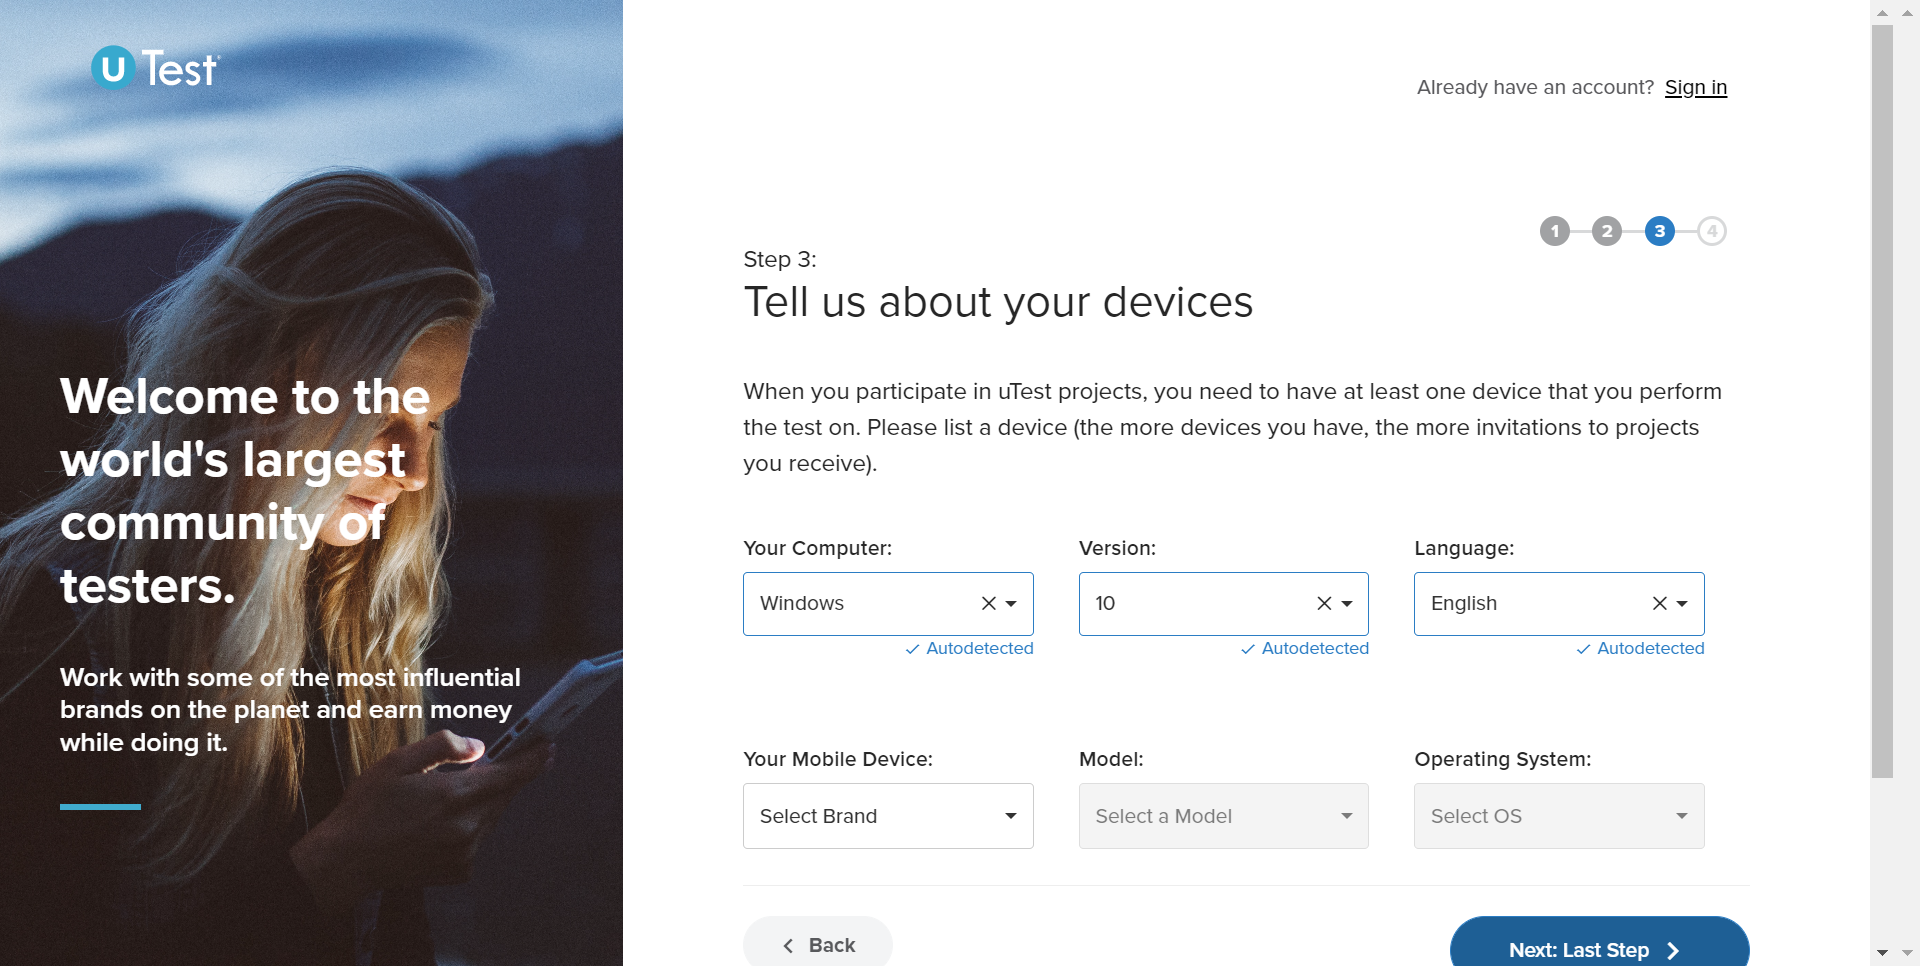 u Test
Already have an account? Sign in
1 2 3 4
Step 3:
Tell us about your devices
When you participate in uTest projects, you need to have at least one device that you perform
the test on. Please list a device (the more devices you have, the more invitations to projects
you receive).
Welcome to the
world's largest
community of
testers.
Work with some of the most influential
brands on the planet and earn money
while doing it.
Your Computer: Version: Language:
Windows 10 English
Autodetected Autodetected Autodetected
Your Mobile Device: Model: Operating System:
Select Brand Select a Model Select OS
Back Next: Last Step